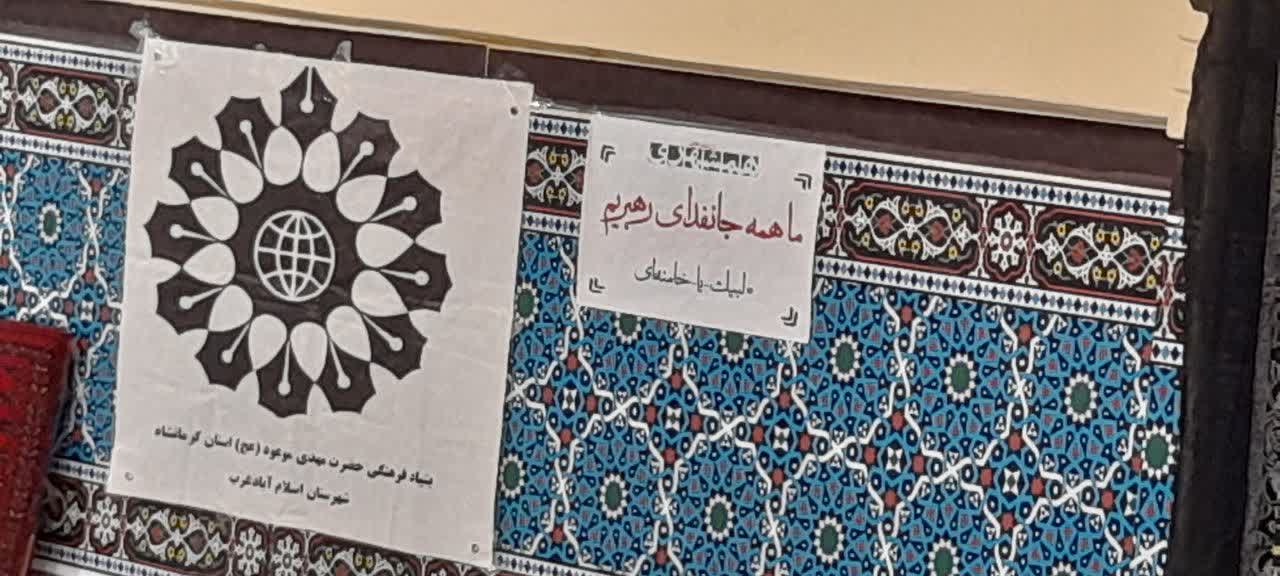 بنیاد فرهنگی حضرت مهدی موعود (عج) استان کرمانشاه
شهرستان اسلام آبادغرب
ما همه جانفدای رهبریم
لبیک یا خامنه‌ای